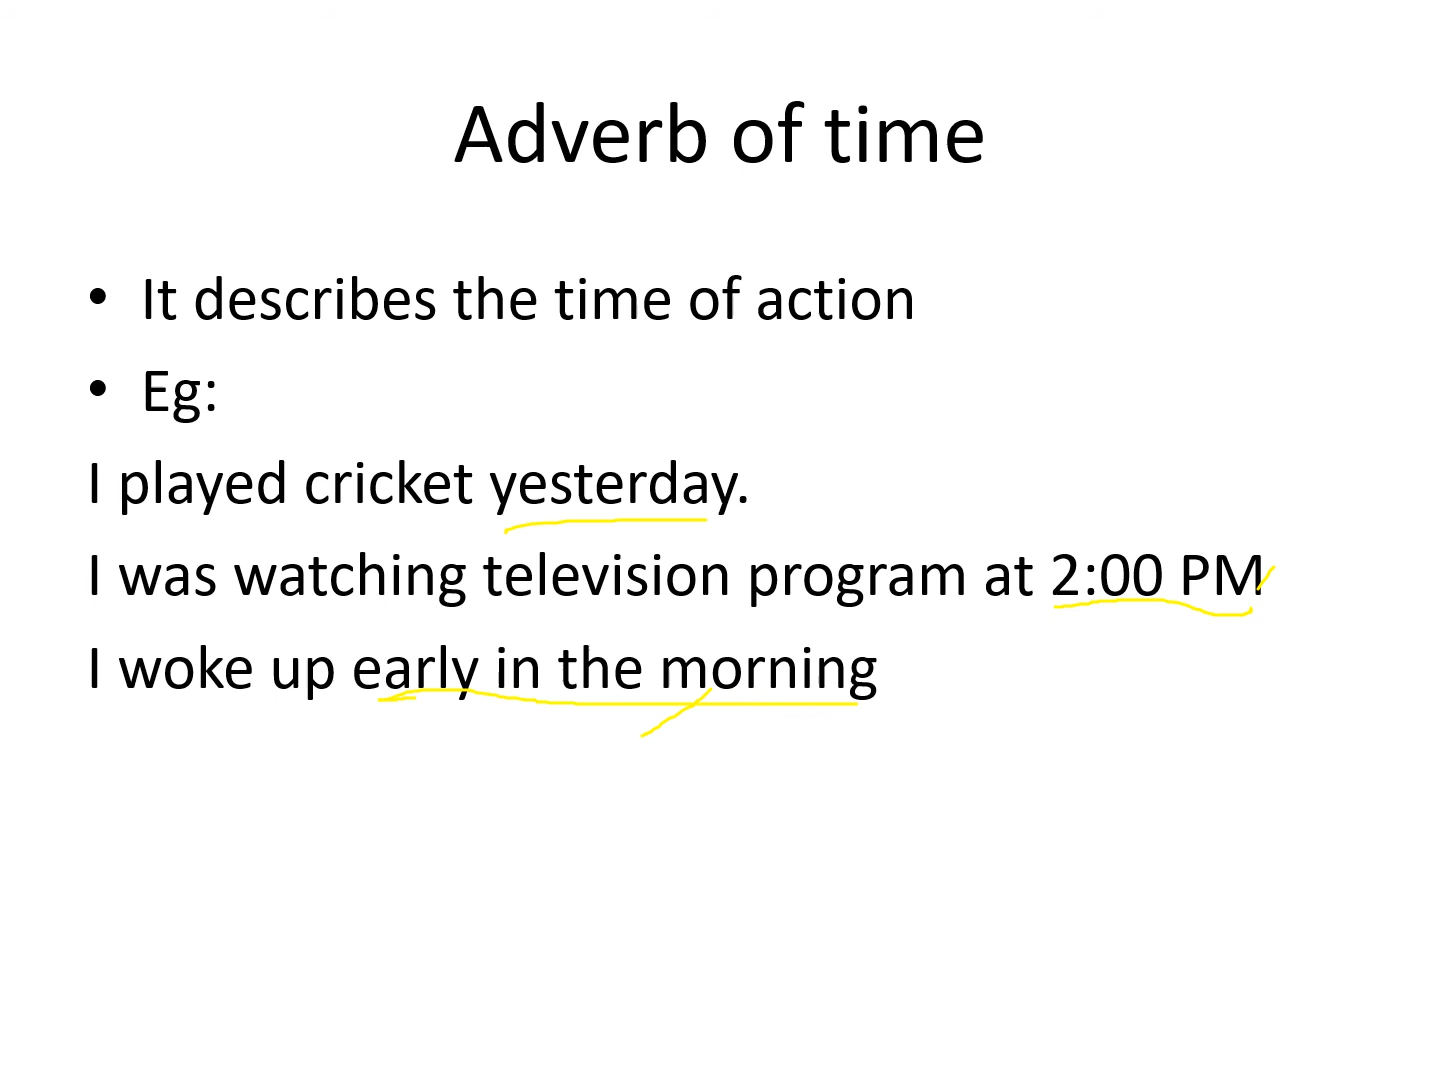 Adverb of time
• It describes the time of action
• Eg:
I played cricket yesterday.
I was watching television program at 2:00 PM
I woke up early in the morning